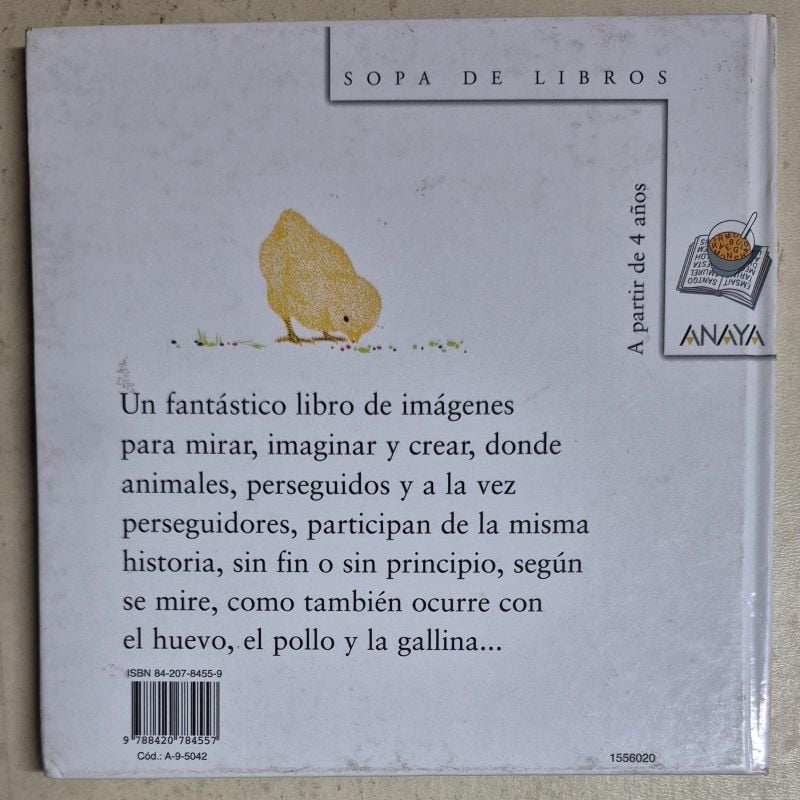 SOPA DE LIBROS
A partir de 4 años
ANAYA
Un fantástico libro de imágenes
para mirar, imaginar y crear, donde
animales, perseguidos y a la vez
perseguidores, participan de la misma
historia, sin fin o sin principio, según
se mire, como también ocurre con
el huevo, el pollo y la gallina...
ISBN 84-207-8455-9
9 788420 784557
Cód.: A-9-5042
1556020